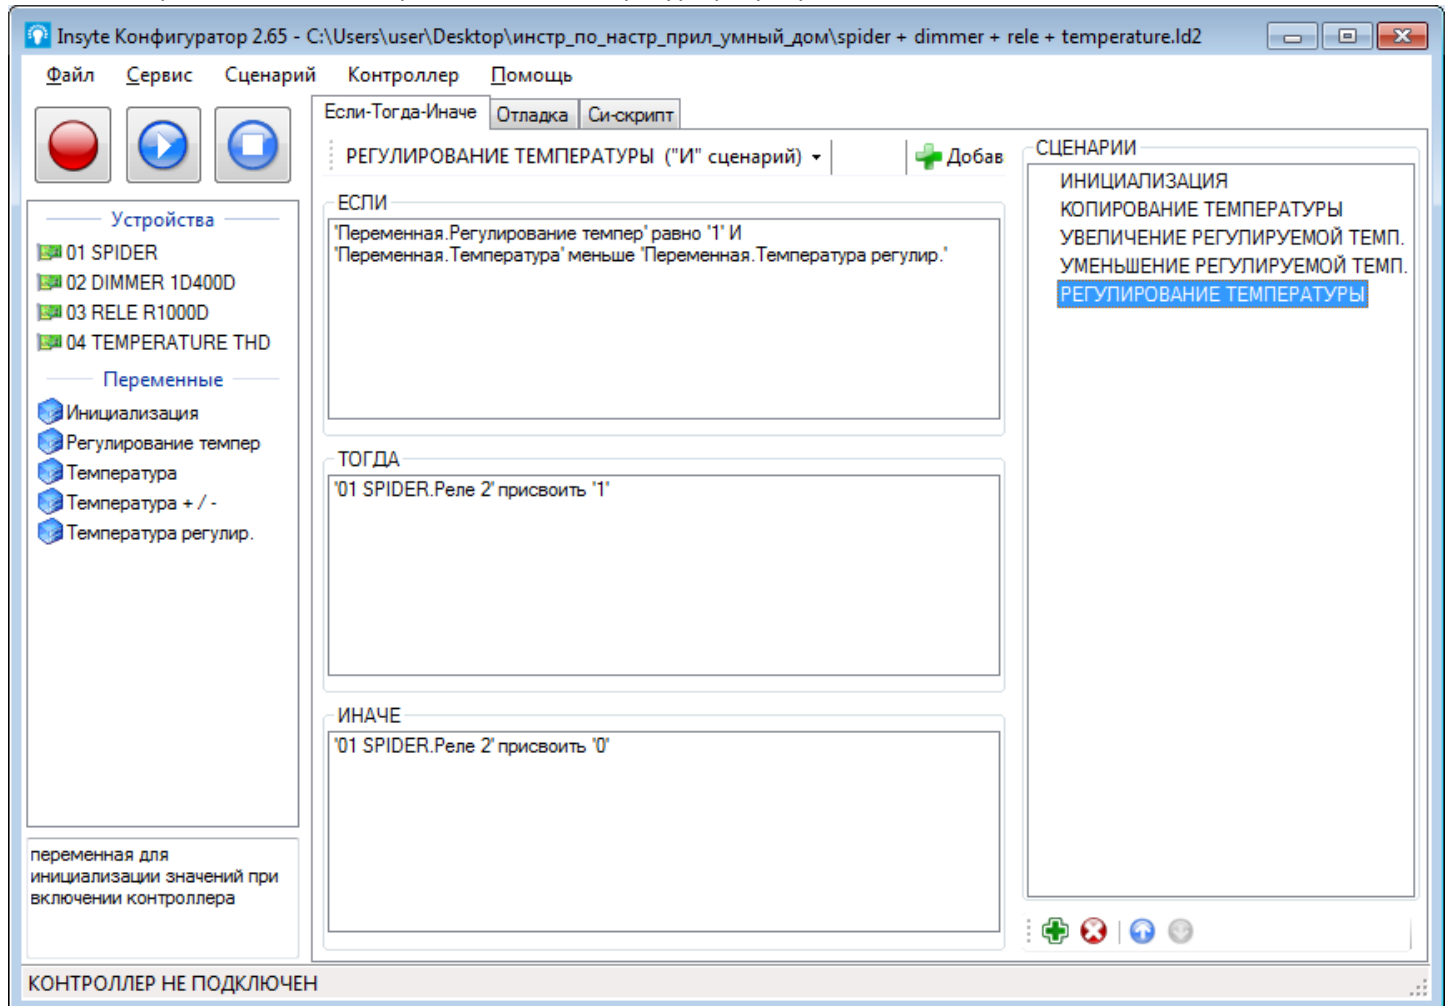 Insyte Конфигуратор 2.65 - C:\Users\user\Desktop\инстр_по_настр_прил_умный_дом\spider + dimmer + rele + temperature.ld2
Файл Сервис Сценарий Контроллер Помощь
Если-Тогда-Иначе Отладка Си-скрипт
РЕГУЛИРОВАНИЕ ТЕМПЕРАТУРЫ ("И" сценарий) Добав
Устройства
01 SPIDER
02 DIMMER 1D400D
03 RELE R1000D
04 TEMPERATURE THD
Переменные
Инициализация
Регулирование темпер
Температура
Температура + / -
Температура регулир.
переменная для
инициализации значений при
включении контроллера
ЕСЛИ
'Переменная.Регулирование темпер' равно '1' И
'Переменная.Температура' меньше 'Переменная.Температура регулир.'
ТОГДА
'01 SPIDER.Реле 2' присвоить '1'
ИНАЧЕ
'01 SPIDER.Реле 2' присвоить '0'
СЦЕНАРИИ
ИНИЦИАЛИЗАЦИЯ
КОПИРОВАНИЕ ТЕМПЕРАТУРЫ
УВЕЛИЧЕНИЕ РЕГУЛИРУЕМОЙ ТЕМП.
УМЕНЬШЕНИЕ РЕГУЛИРУЕМОЙ ТЕМП.
РЕГУЛИРОВАНИЕ ТЕМПЕРАТУРЫ
КОНТРОЛЛЕР НЕ ПОДКЛЮЧЕН